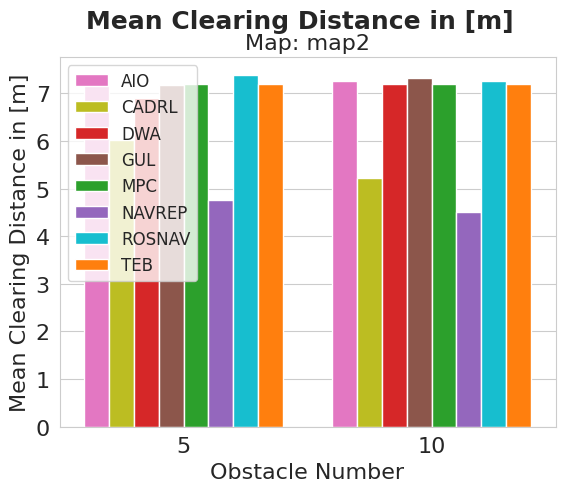 Mean Clearing Distance in [m]
Map: map2
Mean Clearing Distance in [m]
7
6
5
4
3
2
1
0
AIO
CADRL
DWA
GUL
MPC
NAVREP
ROSNAV
TEB
5
10
Obstacle Number